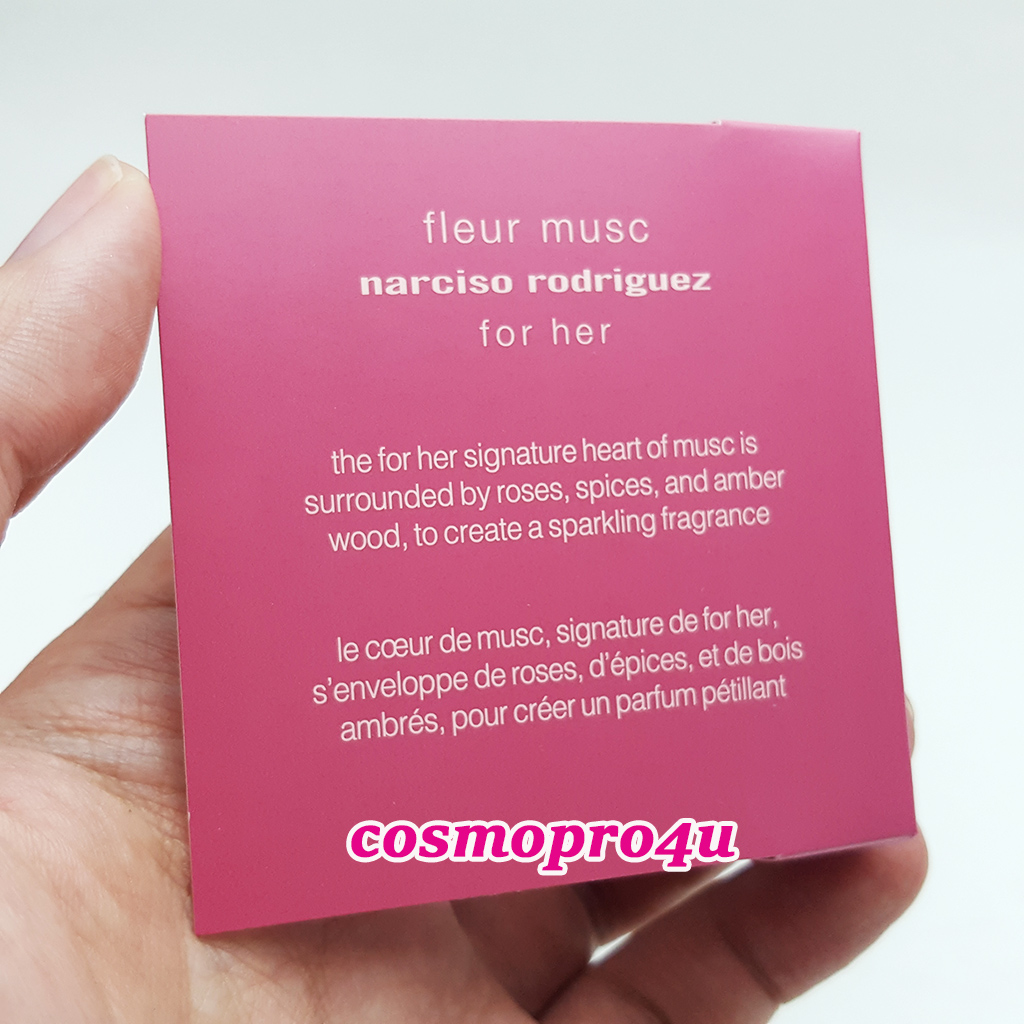 fleur musc
narciso rodriguez
for her
the for her signature heart of musc is
surrounded by roses, spices, and amber
wood, to create a sparkling fragrance
le cœur de musc, signature de for her,
s'enveloppe de roses, d'épices, et de bois
ambrés, pour créer un parfum pétillant
cosmopro4u